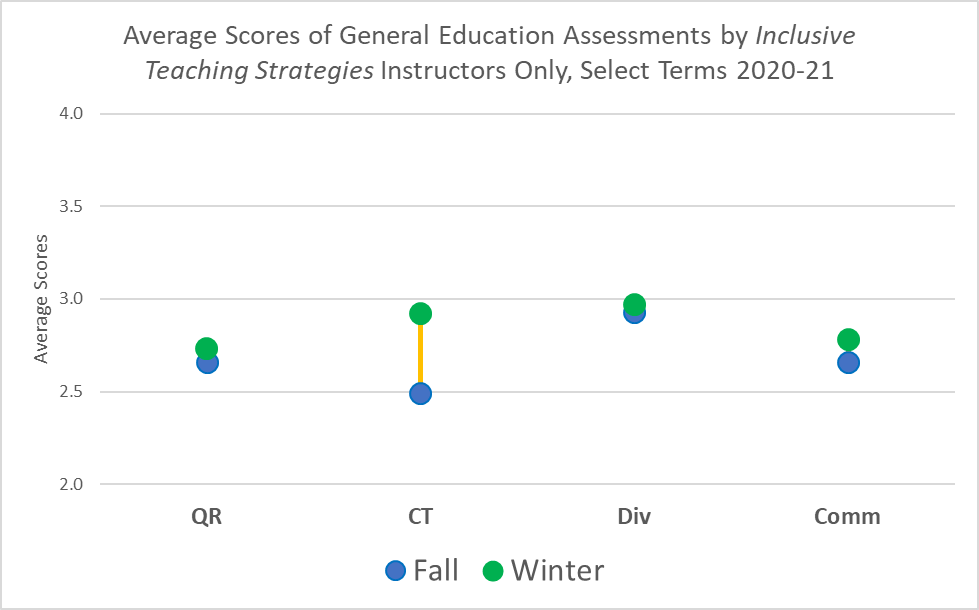 Average Scores of General Education Assessments by Inclusive
Teaching Strategies Instructors Only, Select Terms 2020-21
4.0
3.5
3.0
2.5
2.0
Average Scores
QR CT Div Comm
Fall Winter